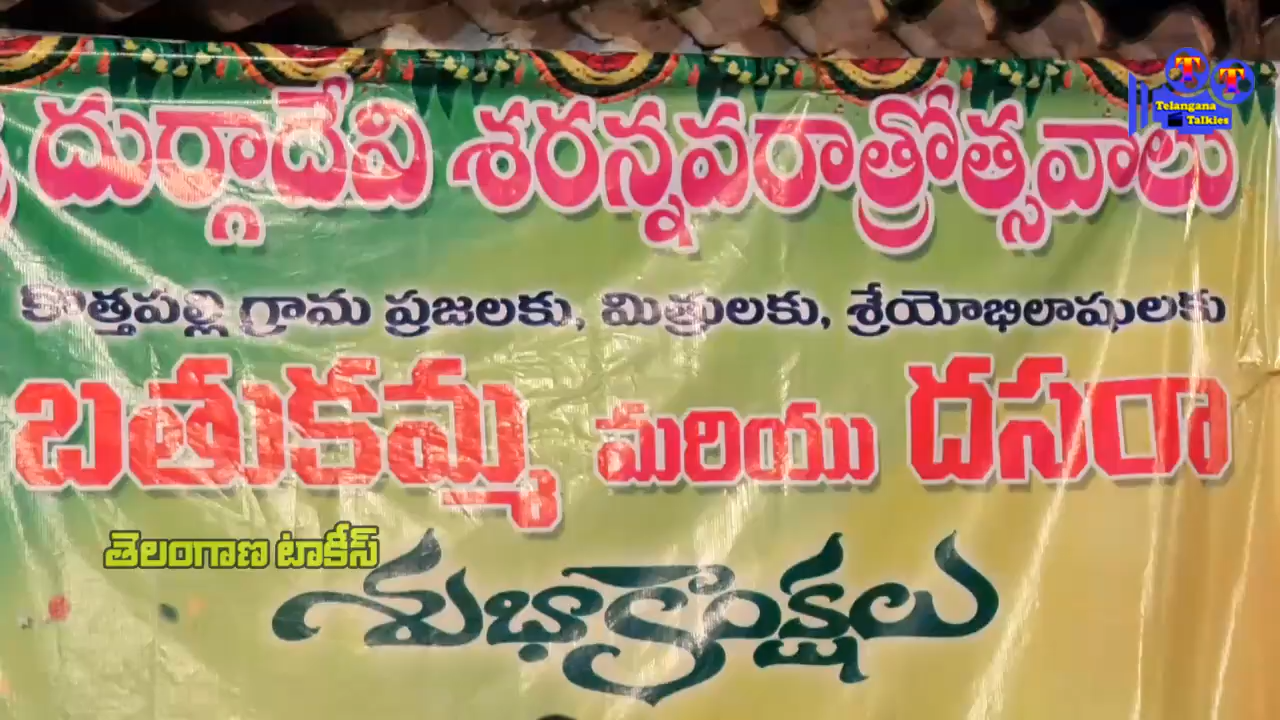 Telangana
Talkies
దుర్గాదేవి శరన్నవరాత్రోత్సవాలు
కొత్తపల్లి గ్రామ ప్రజలకు, మిత్రులకు, శ్రేయోభిలాషులకు
బతుకమ్మ మరియు దసరా
తెలంగాణ టాకీస్
శుభాకాంక్షలు